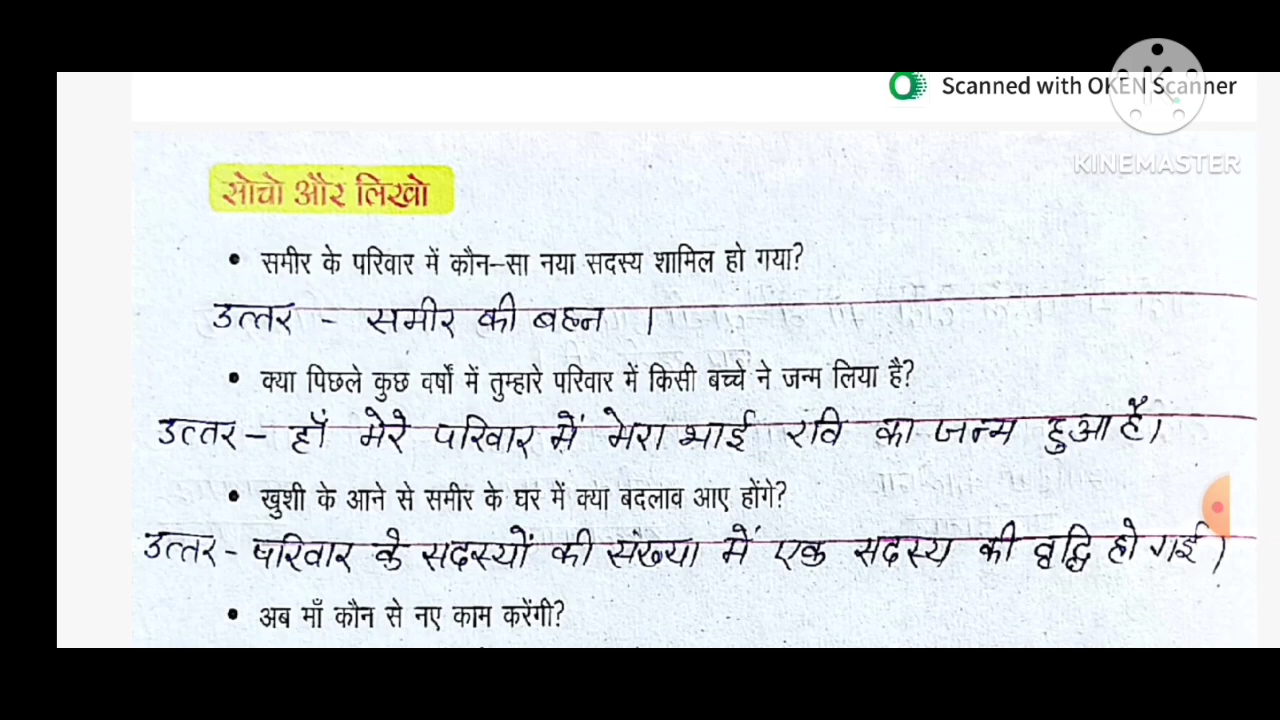 Scanned with OKEN Scanner
KINEMASTER
सोचो और लिखो
• समीर के परिवार में कौन-सा नया सदस्य शामिल हो गया?
उत्तर - समीर की बहन ।
• क्या पिछले कुछ वर्षों में तुम्हारे परिवार में किसी बच्चे ने जन्म लिया है?
उत्तर - हाँ मेरे परिवार में मेरा भाई रवि का जन्म हुआ है।
• खुशी के आने से समीर के घर में क्या बदलाव आए होंगे?
उत्तर - परिवार के सदस्यों की संख्या में एक सदस्य की वृद्धि हो गई।
• अब माँ कौन से नए काम करेंगी?